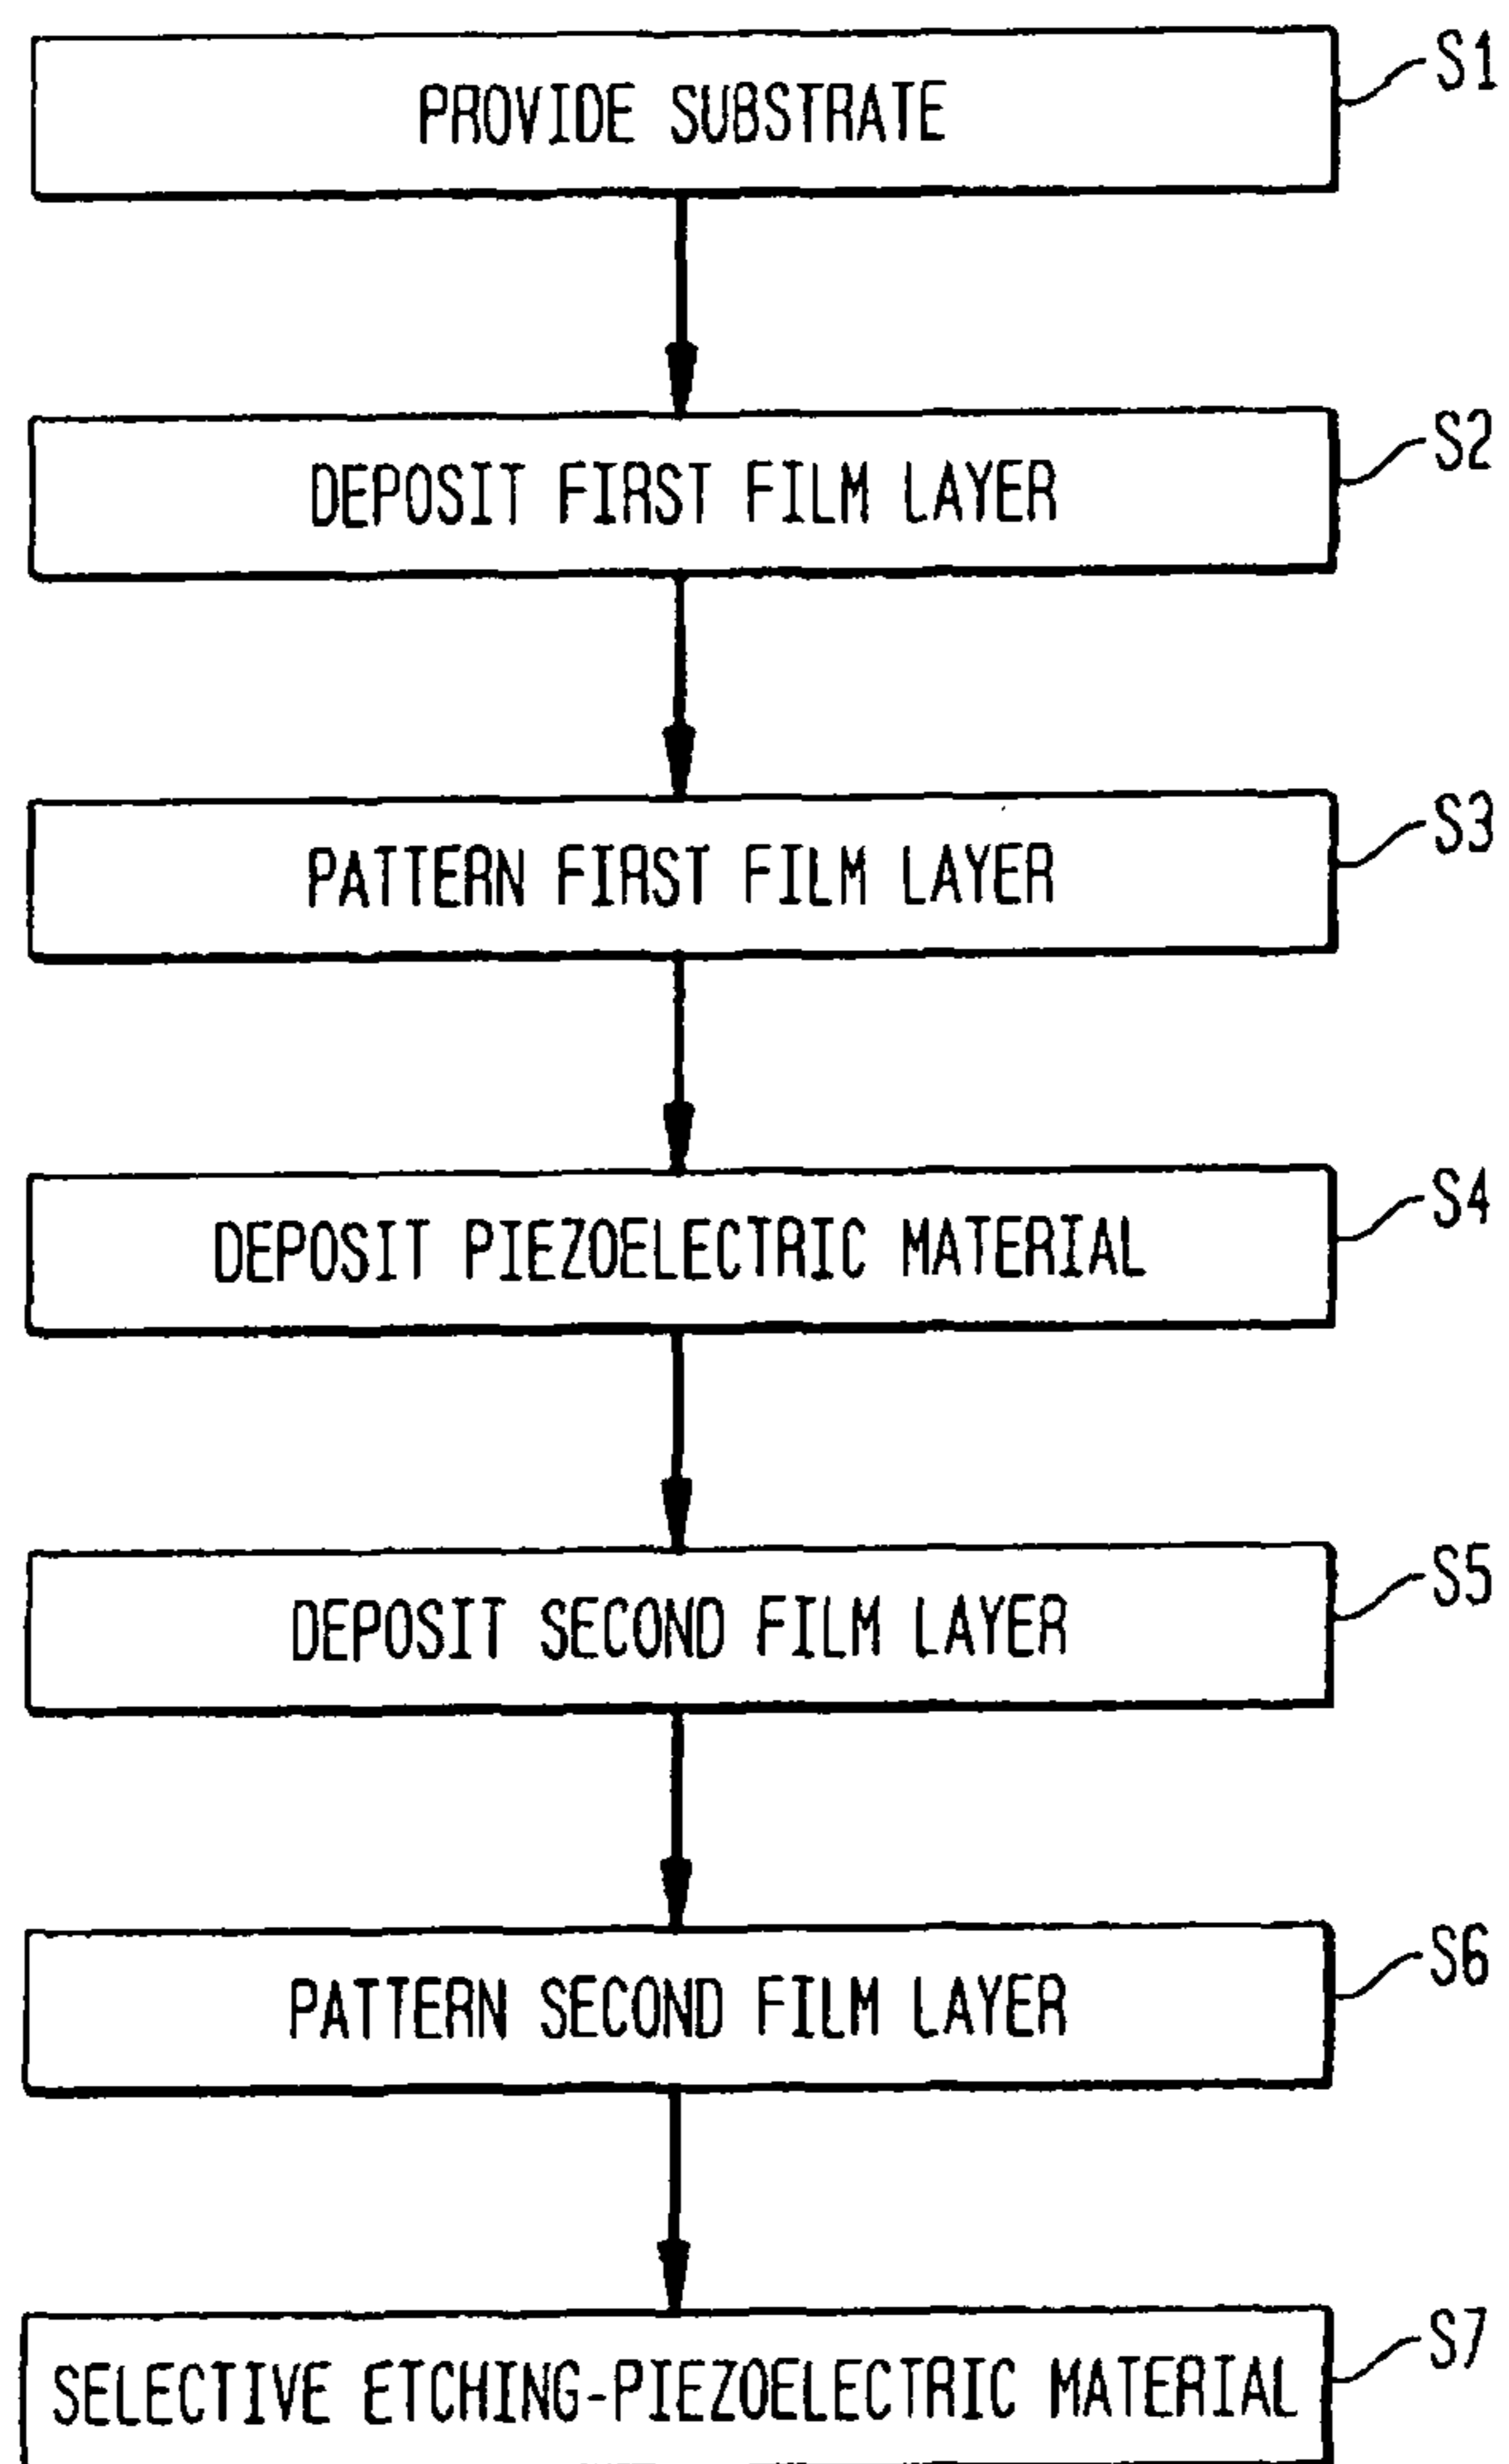 PROVIDE SUBSTRATE S1
DEPOSIT FIRST FILM LAYER S2
PATTERN FIRST FILM LAYER S3
DEPOSIT PIEZOELECTRIC MATERIAL S4
DEPOSIT SECOND FILM LAYER S5
PATTERN SECOND FILM LAYER S6
SELECTIVE ETCHING-PIEZOELECTRIC MATERIAL S7